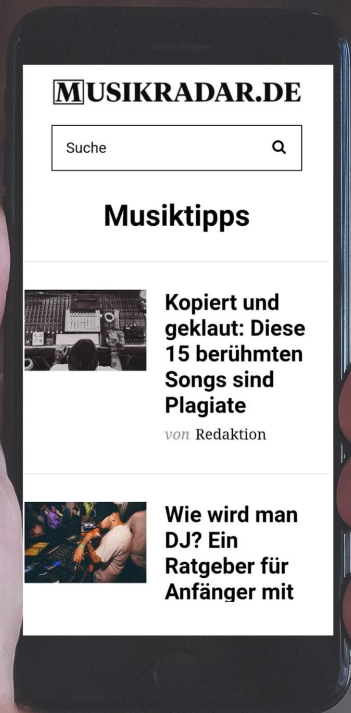 MUSIKRADAR.DE
Suche
Musiktipps
Kopiert und
geklaut: Diese
15 berühmten
Songs sind
Plagiate
von Redaktion
Wie wird man
DJ? Ein
Ratgeber für
Anfänger mit